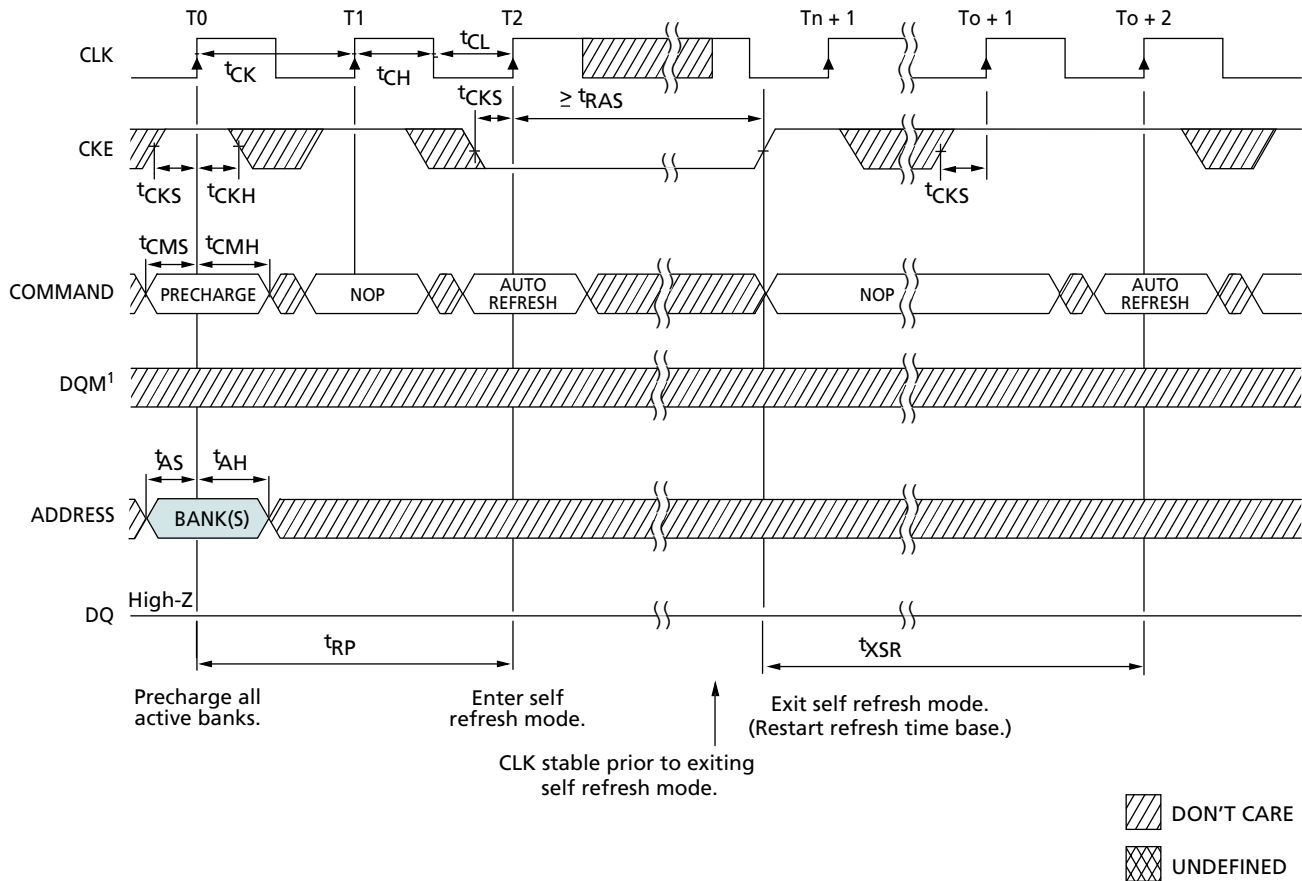 T0 T1 T2 Tn + 1 To + 1 To + 2
CLK
tCK tCH tCL
tCKS ≥ tRAS
CKE
tCKS tCKH tCKS
tCMS tCMH
COMMAND PRECHARGE NOP AUTO REFRESH NOP AUTO REFRESH
DQM1
tAS tAH
ADDRESS BANK(S)
High-Z
DQ
tRP tXSR
Precharge all
active banks.
Enter self
refresh mode.
Exit self refresh mode.
(Restart refresh time base.)
CLK stable prior to exiting
self refresh mode.
DON'T CARE
UNDEFINED